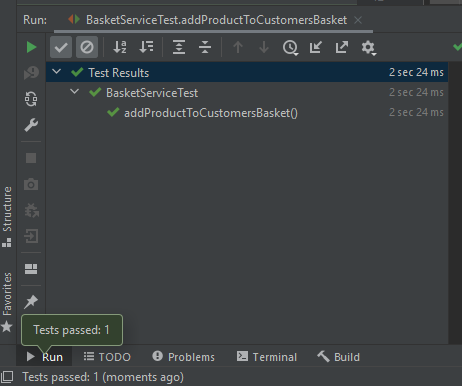 Run: BasketServiceTest.addProductToCustomersBasket
Test Results 2 sec 24 ms
BasketServiceTest 2 sec 24 ms
addProductToCustomersBasket() 2 sec 24 ms
Structure
Favorites
Tests passed: 1
Run TODO Problems Terminal Build
Tests passed: 1 (moments ago)